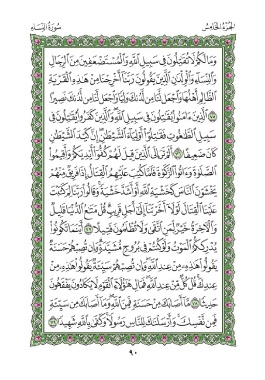 الجزء الخامس
سورة النساء
وَمَا لَكُمْ لَا تُقَٰتِلُونَ فِى سَبِيلِ ٱللَّهِ وَٱلْمُسْتَضْعَفِينَ مِنَ ٱلرِّجَالِ
وَٱلنِّسَآءِ وَٱلْوِلْدَٰنِ ٱلَّذِينَ يَقُولُونَ رَبَّنَآ أَخْرِجْنَا مِنْ هَٰذِهِ ٱلْقَرْيَةِ
ٱلظَّالِمِ أَهْلُهَا وَٱجْعَل لَّنَا مِن لَّدُنكَ وَلِيًّا وَٱجْعَل لَّنَا مِن لَّدُنكَ نَصِيرًا
۝٧٥ ٱلَّذِينَ ءَامَنُوا۟ يُقَٰتِلُونَ فِى سَبِيلِ ٱللَّهِ وَٱلَّذِينَ كَفَرُوا۟ يُقَٰتِلُونَ فِى
سَبِيلِ ٱلطَّٰغُوتِ فَقَٰتِلُوٓا۟ أَوْلِيَآءَ ٱلشَّيْطَٰنِ إِنَّ كَيْدَ ٱلشَّيْطَٰنِ
كَانَ ضَعِيفًا ۝٧٦ أَلَمْ تَرَ إِلَى ٱلَّذِينَ قِيلَ لَهُمْ كُفُّوٓا۟ أَيْدِيَكُمْ وَأَقِيمُوا۟
ٱلصَّلَوٰةَ وَءَاتُوا۟ ٱلزَّكَوٰةَ فَلَمَّا كُتِبَ عَلَيْهِمُ ٱلْقِتَالُ إِذَا فَرِيقٌ مِّنْهُمْ
يَخْشَوْنَ ٱلنَّاسَ كَخَشْيَةِ ٱللَّهِ أَوْ أَشَدَّ خَشْيَةً وَقَالُوا۟ رَبَّنَا لِمَ كَتَبْتَ
عَلَيْنَا ٱلْقِتَالَ لَوْلَآ أَخَّرْتَنَآ إِلَىٰٓ أَجَلٍ قَرِيبٍ قُلْ مَتَٰعُ ٱلدُّنْيَا قَلِيلٌ
وَٱلْءَاخِرَةُ خَيْرٌ لِّمَنِ ٱتَّقَىٰ وَلَا تُظْلَمُونَ فَتِيلًا ۝٧٧ أَيْنَمَا تَكُونُوا۟
يُدْرِككُّمُ ٱلْمَوْتُ وَلَوْ كُنتُمْ فِى بُرُوجٍ مُّشَيَّدَةٍ وَإِن تُصِبْهُمْ حَسَنَةٌ
يَقُولُوا۟ هَٰذِهِۦ مِنْ عِندِ ٱللَّهِ وَإِن تُصِبْهُمْ سَيِّئَةٌ يَقُولُوا۟ هَٰذِهِۦ مِنْ
عِندِكَ قُلْ كُلٌّ مِّنْ عِندِ ٱللَّهِ فَمَالِ هَٰٓؤُلَآءِ ٱلْقَوْمِ لَا يَكَادُونَ يَفْقَهُونَ
حَدِيثًا ۝٧٨ مَّآ أَصَابَكَ مِنْ حَسَنَةٍ فَمِنَ ٱللَّهِ وَمَآ أَصَابَكَ مِن سَيِّئَةٍ
فَمِن نَّفْسِكَ وَأَرْسَلْنَٰكَ لِلنَّاسِ رَسُولًا وَكَفَىٰ بِٱللَّهِ شَهِيدًا ۝٧٩
٩٠